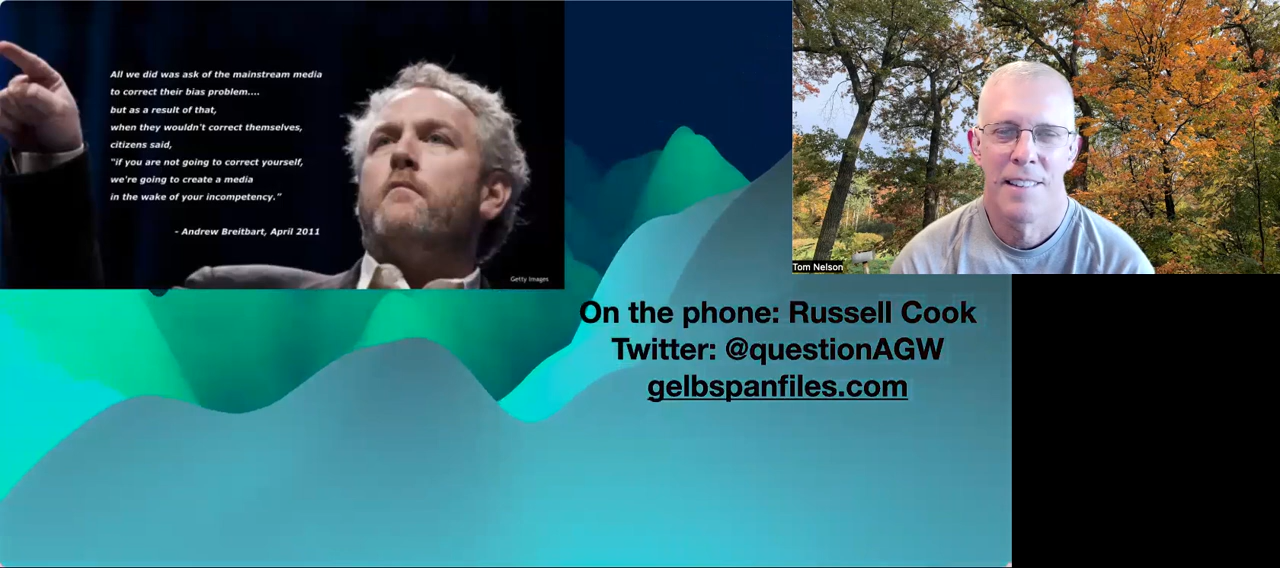 All we did was ask of the mainstream media
to correct their bias problem....
but as a result of that,
when they wouldn't correct themselves,
citizens said,
"if you are not going to correct yourself,
we're going to create a media
in the wake of your incompetency."
- Andrew Breitbart, April 2011
Getty Images
Tom Nelson
On the phone: Russell Cook
Twitter: @questionAGW
gelbspanfiles.com